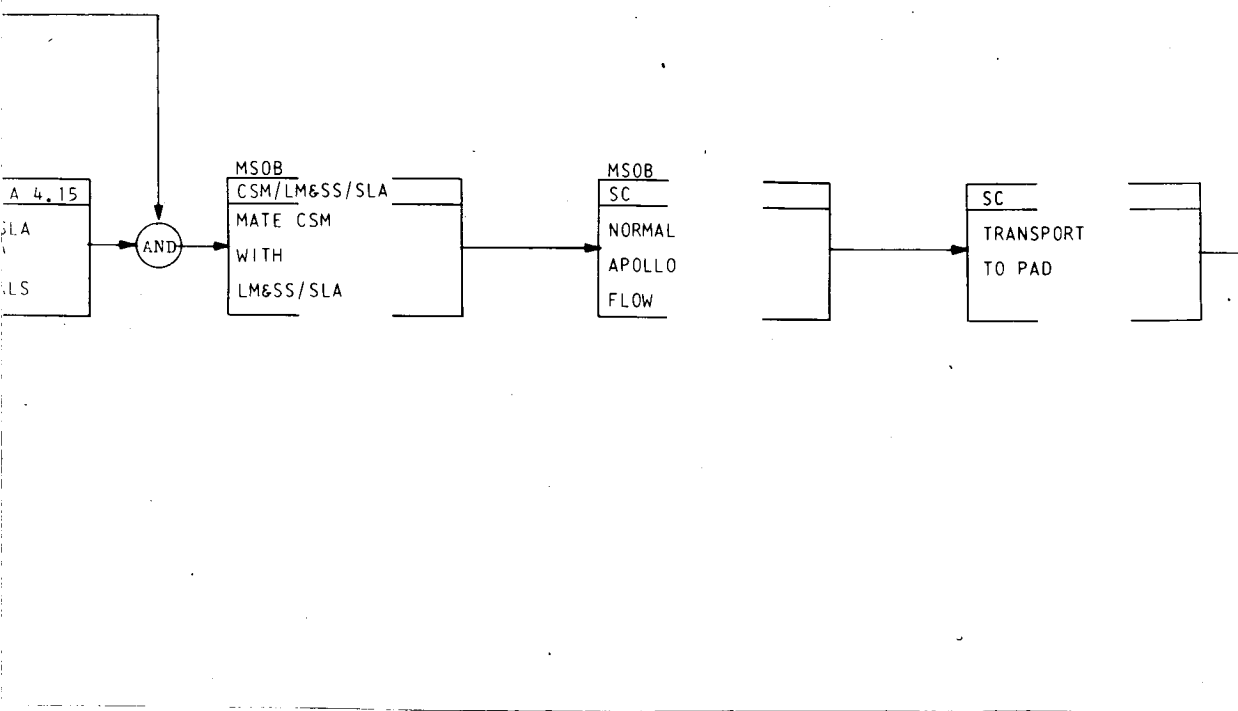 A 4.15
SLA
LS
AND
MSOB
CSM/LM&SS/SLA
MATE CSM
WITH
LM&SS/SLA
MSOB
SC
NORMAL
APOLLO
FLOW
SC
TRANSPORT
TO PAD